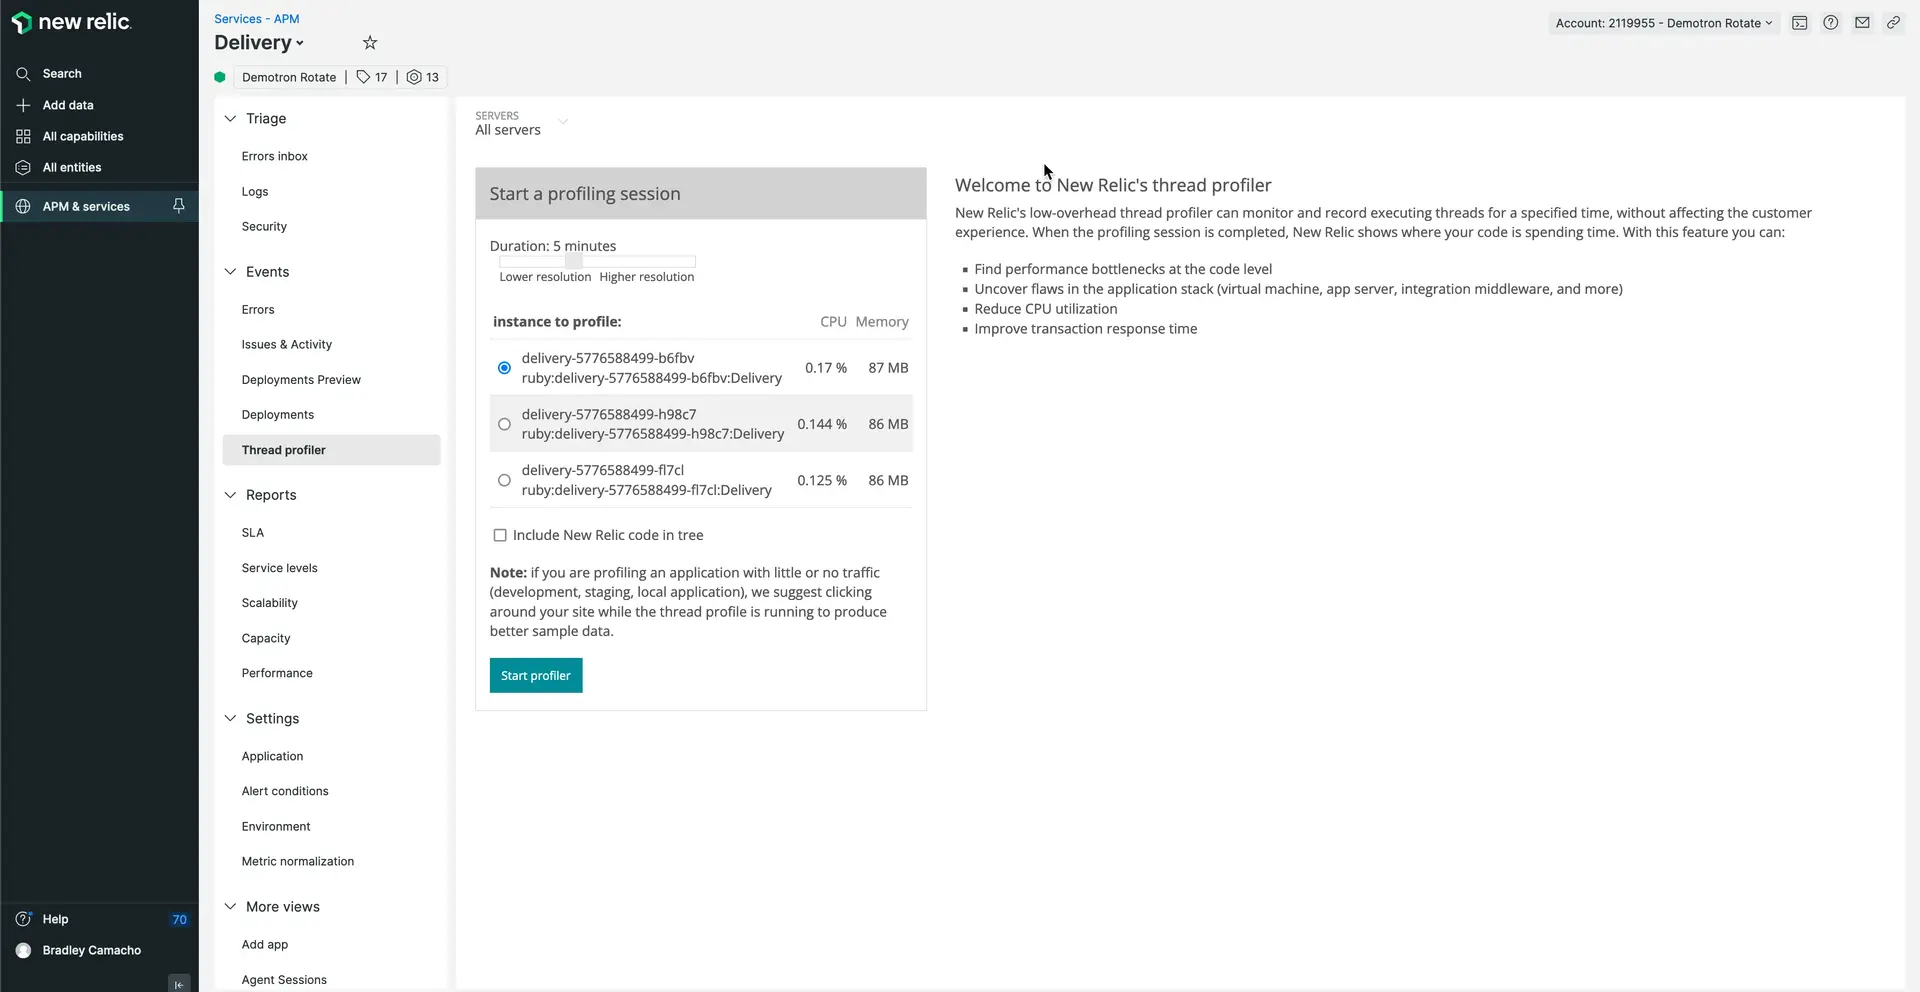 new relic.
Search
Add data
All capabilities
All entities
APM & services
Help 70
Bradley Camacho
Services - APM
Delivery
Demotron Rotate | 17 | 13
Account: 2119955 - Demotron Rotate
Triage
Errors inbox
Logs
Security
Events
Errors
Issues & Activity
Deployments Preview
Deployments
Thread profiler
Reports
SLA
Service levels
Scalability
Capacity
Performance
Settings
Application
Alert conditions
Environment
Metric normalization
More views
Add app
Agent Sessions
SERVERS
All servers
Start a profiling session
Duration: 5 minutes
Lower resolution Higher resolution
instance to profile: CPU Memory
delivery-5776588499-b6fbv
ruby:delivery-5776588499-b6fbv:Delivery 0.17 % 87 MB
delivery-5776588499-h98c7
ruby:delivery-5776588499-h98c7:Delivery 0.144 % 86 MB
delivery-5776588499-fl7cl
ruby:delivery-5776588499-fl7cl:Delivery 0.125 % 86 MB
Include New Relic code in tree
Note: if you are profiling an application with little or no traffic
(development, staging, local application), we suggest clicking
around your site while the thread profile is running to produce
better sample data.
Start profiler
Welcome to New Relic's thread profiler
New Relic's low-overhead thread profiler can monitor and record executing threads for a specified time, without affecting the customer
experience. When the profiling session is completed, New Relic shows where your code is spending time. With this feature you can:
▪ Find performance bottlenecks at the code level
▪ Uncover flaws in the application stack (virtual machine, app server, integration middleware, and more)
▪ Reduce CPU utilization
▪ Improve transaction response time